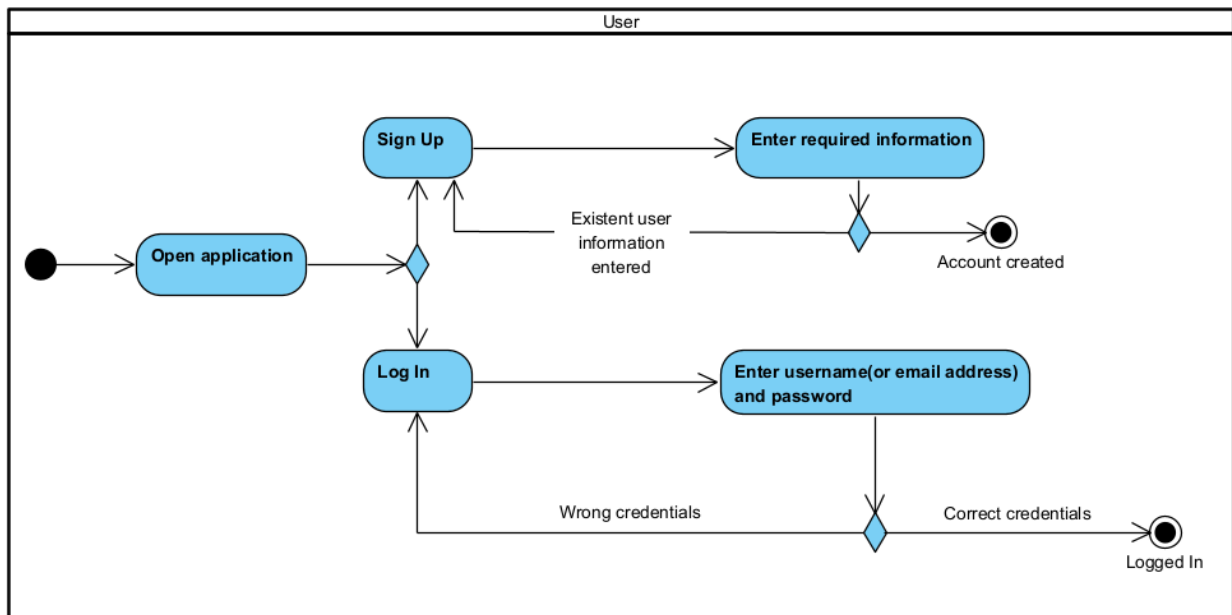 User
Sign Up
Enter required information
Existent user
information
entered
Open application
Account created
Log In
Enter username(or email address)
and password
Wrong credentials
Correct credentials
Logged In